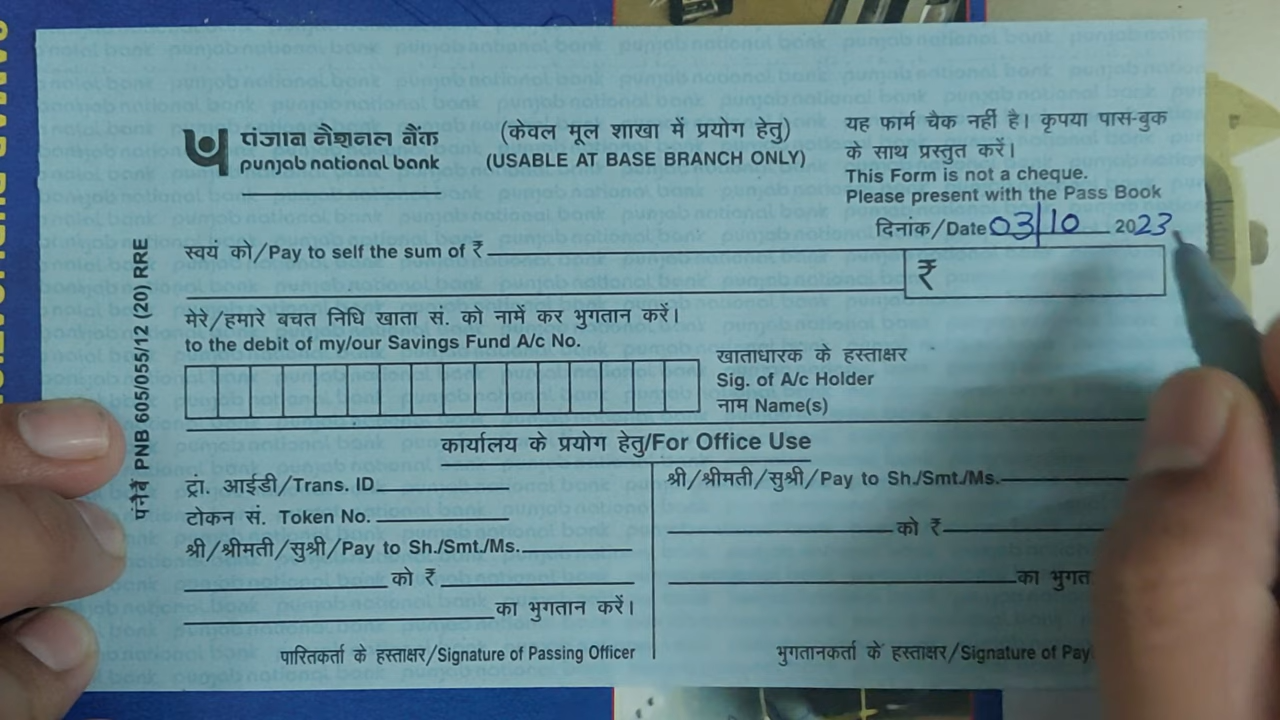 पंजाब नैशनल बैंक
punjab national bank
(केवल मूल शाखा में प्रयोग हेतु)
(USABLE AT BASE BRANCH ONLY)
यह फार्म चैक नहीं है। कृपया पास-बुक
के साथ प्रस्तुत करें।
This Form is not a cheque.
Please present with the Pass Book
दिनाँक/Date 03/10 2023
स्वयं को/Pay to self the sum of ₹
₹
मेरे/हमारे बचत निधि खाता सं. को नामें कर भुगतान करें।
to the debit of my/our Savings Fund A/c No.
खाताधारक के हस्ताक्षर
Sig. of A/c Holder
नाम Name(s)
कार्यालय के प्रयोग हेतु/For Office Use
ट्रां. आईडी/Trans. ID
टोकन सं. Token No.
श्री/श्रीमती/सुश्री/Pay to Sh./Smt./Ms.
को ₹
का भुगतान करें।
पारितकर्ता के हस्ताक्षर/Signature of Passing Officer
श्री/श्रीमती/सुश्री/Pay to Sh./Smt./Ms.
को ₹
का भुगत
भुगतानकर्ता के हस्ताक्षर/Signature of Pay
पंनैबैं PNB 605/055/12 (20) RRE